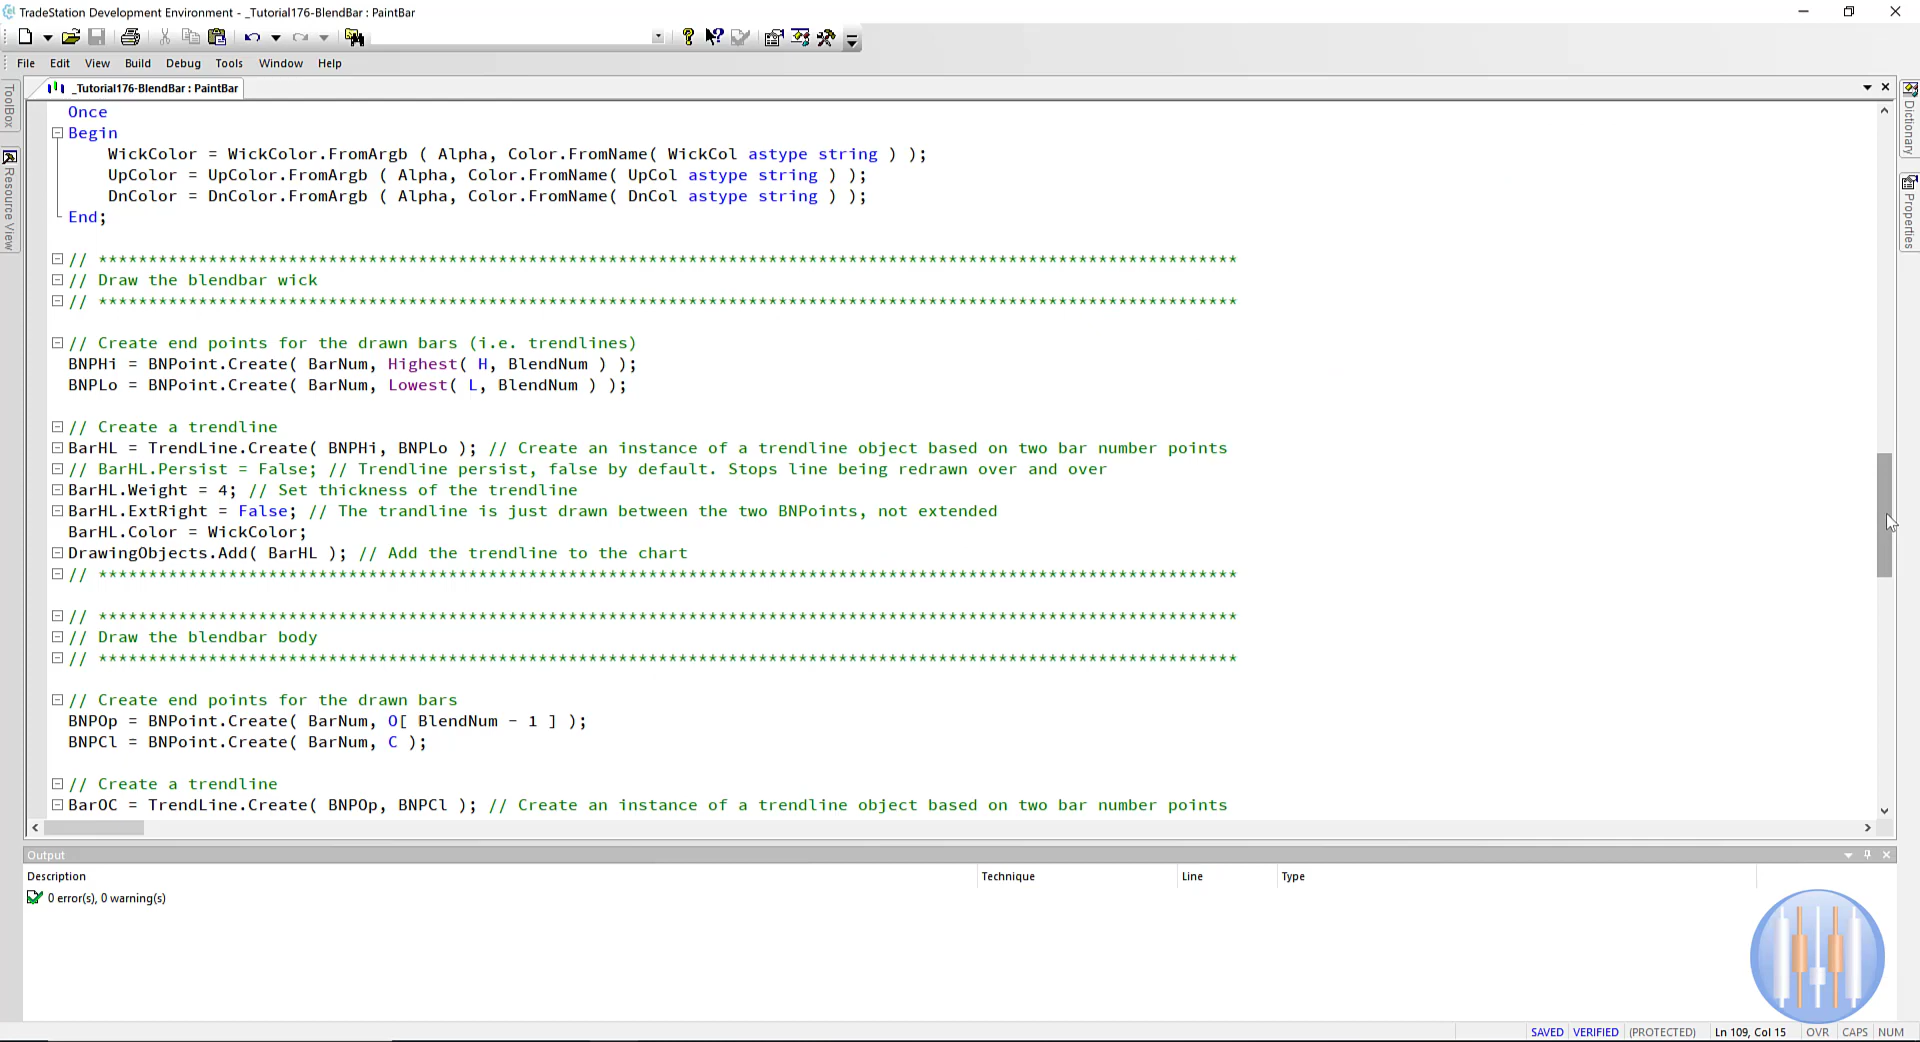 TradeStation Development Environment - _Tutorial176-BlendBar : PaintBar
File Edit View Build Debug Tools Window Help
_Tutorial176-BlendBar : PaintBar
ToolBox
Resource View
Dictionary
Properties
Once
Begin
WickColor = WickColor.FromArgb ( Alpha, Color.FromName( WickCol astype string ) );
UpColor = UpColor.FromArgb ( Alpha, Color.FromName( UpCol astype string ) );
DnColor = DnColor.FromArgb ( Alpha, Color.FromName( DnCol astype string ) );
End;
// ******************************************************************************************************************
// Draw the blendbar wick
// ******************************************************************************************************************
// Create end points for the drawn bars (i.e. trendlines)
BNPHi = BNPoint.Create( BarNum, Highest( H, BlendNum ) );
BNPLo = BNPoint.Create( BarNum, Lowest( L, BlendNum ) );
// Create a trendline
BarHL = TrendLine.Create( BNPHi, BNPLo ); // Create an instance of a trendline object based on two bar number points
// BarHL.Persist = False; // Trendline persist, false by default. Stops line being redrawn over and over
BarHL.Weight = 4; // Set thickness of the trendline
BarHL.ExtRight = False; // The trandline is just drawn between the two BNPoints, not extended
BarHL.Color = WickColor;
DrawingObjects.Add( BarHL ); // Add the trendline to the chart
// ******************************************************************************************************************
// ******************************************************************************************************************
// Draw the blendbar body
// ******************************************************************************************************************
// Create end points for the drawn bars
BNPOp = BNPoint.Create( BarNum, O[ BlendNum - 1 ] );
BNPCl = BNPoint.Create( BarNum, C );
// Create a trendline
BarOC = TrendLine.Create( BNPOp, BNPCl ); // Create an instance of a trendline object based on two bar number points
Output
Description Technique Line Type
0 error(s), 0 warning(s)
SAVED VERIFIED (PROTECTED) Ln 109, Col 15 OVR CAPS NUM